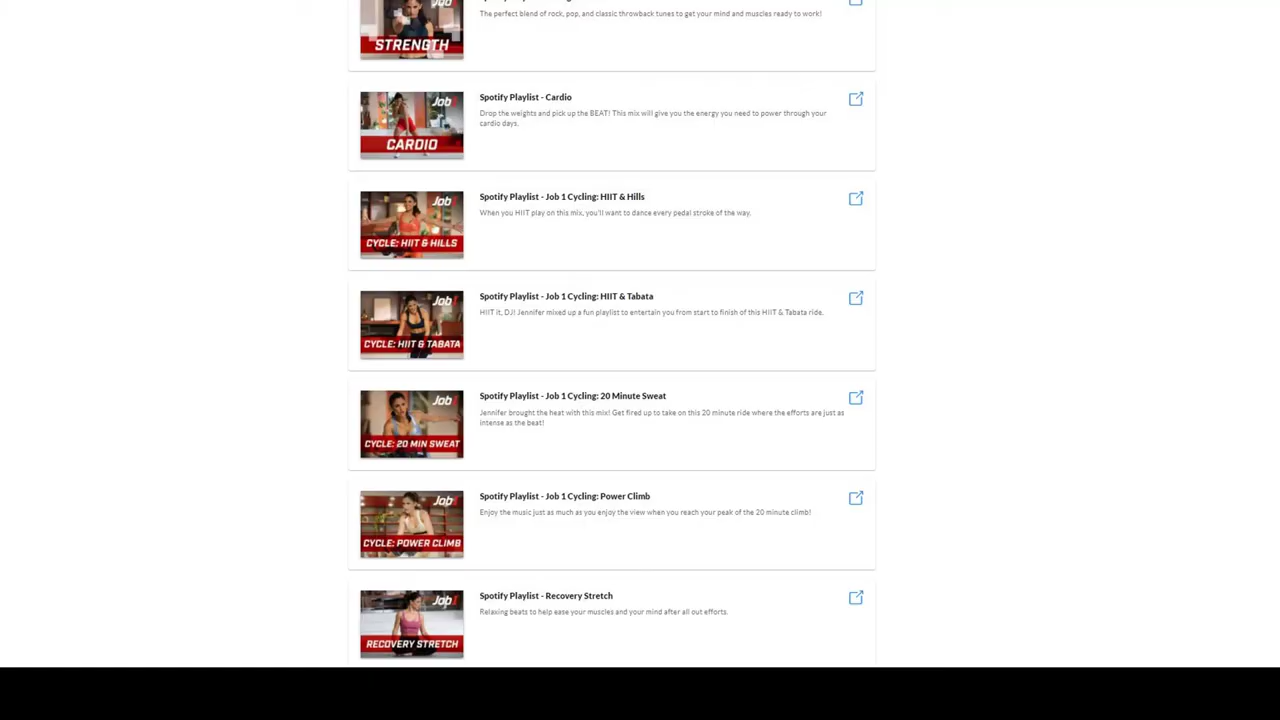 The perfect blend of rock, pop, and classic throwback tunes to get your mind and muscles ready to work!
STRENGTH
Job1
CARDIO
Spotify Playlist - Cardio
Drop the weights and pick up the BEAT! This mix will give you the energy you need to power through your
cardio days.
Job1
CYCLE: HIIT & HILLS
Spotify Playlist - Job 1 Cycling: HIIT & Hills
When you HIIT play on this mix, you'll want to dance every pedal stroke of the way.
Job1
CYCLE: HIIT & TABATA
Spotify Playlist - Job 1 Cycling: HIIT & Tabata
HIIT it, DJ! Jennifer mixed up a fun playlist to entertain you from start to finish of this HIIT & Tabata ride.
Job1
CYCLE: 20 MIN SWEAT
Spotify Playlist - Job 1 Cycling: 20 Minute Sweat
Jennifer brought the heat with this mix! Get fired up to take on this 20 minute ride where the efforts are just as
intense as the beat!
Job1
CYCLE: POWER CLIMB
Spotify Playlist - Job 1 Cycling: Power Climb
Enjoy the music just as much as you enjoy the view when you reach your peak of the 20 minute climb!
Job1
RECOVERY STRETCH
Spotify Playlist - Recovery Stretch
Relaxing beats to help ease your muscles and your mind after all out efforts.